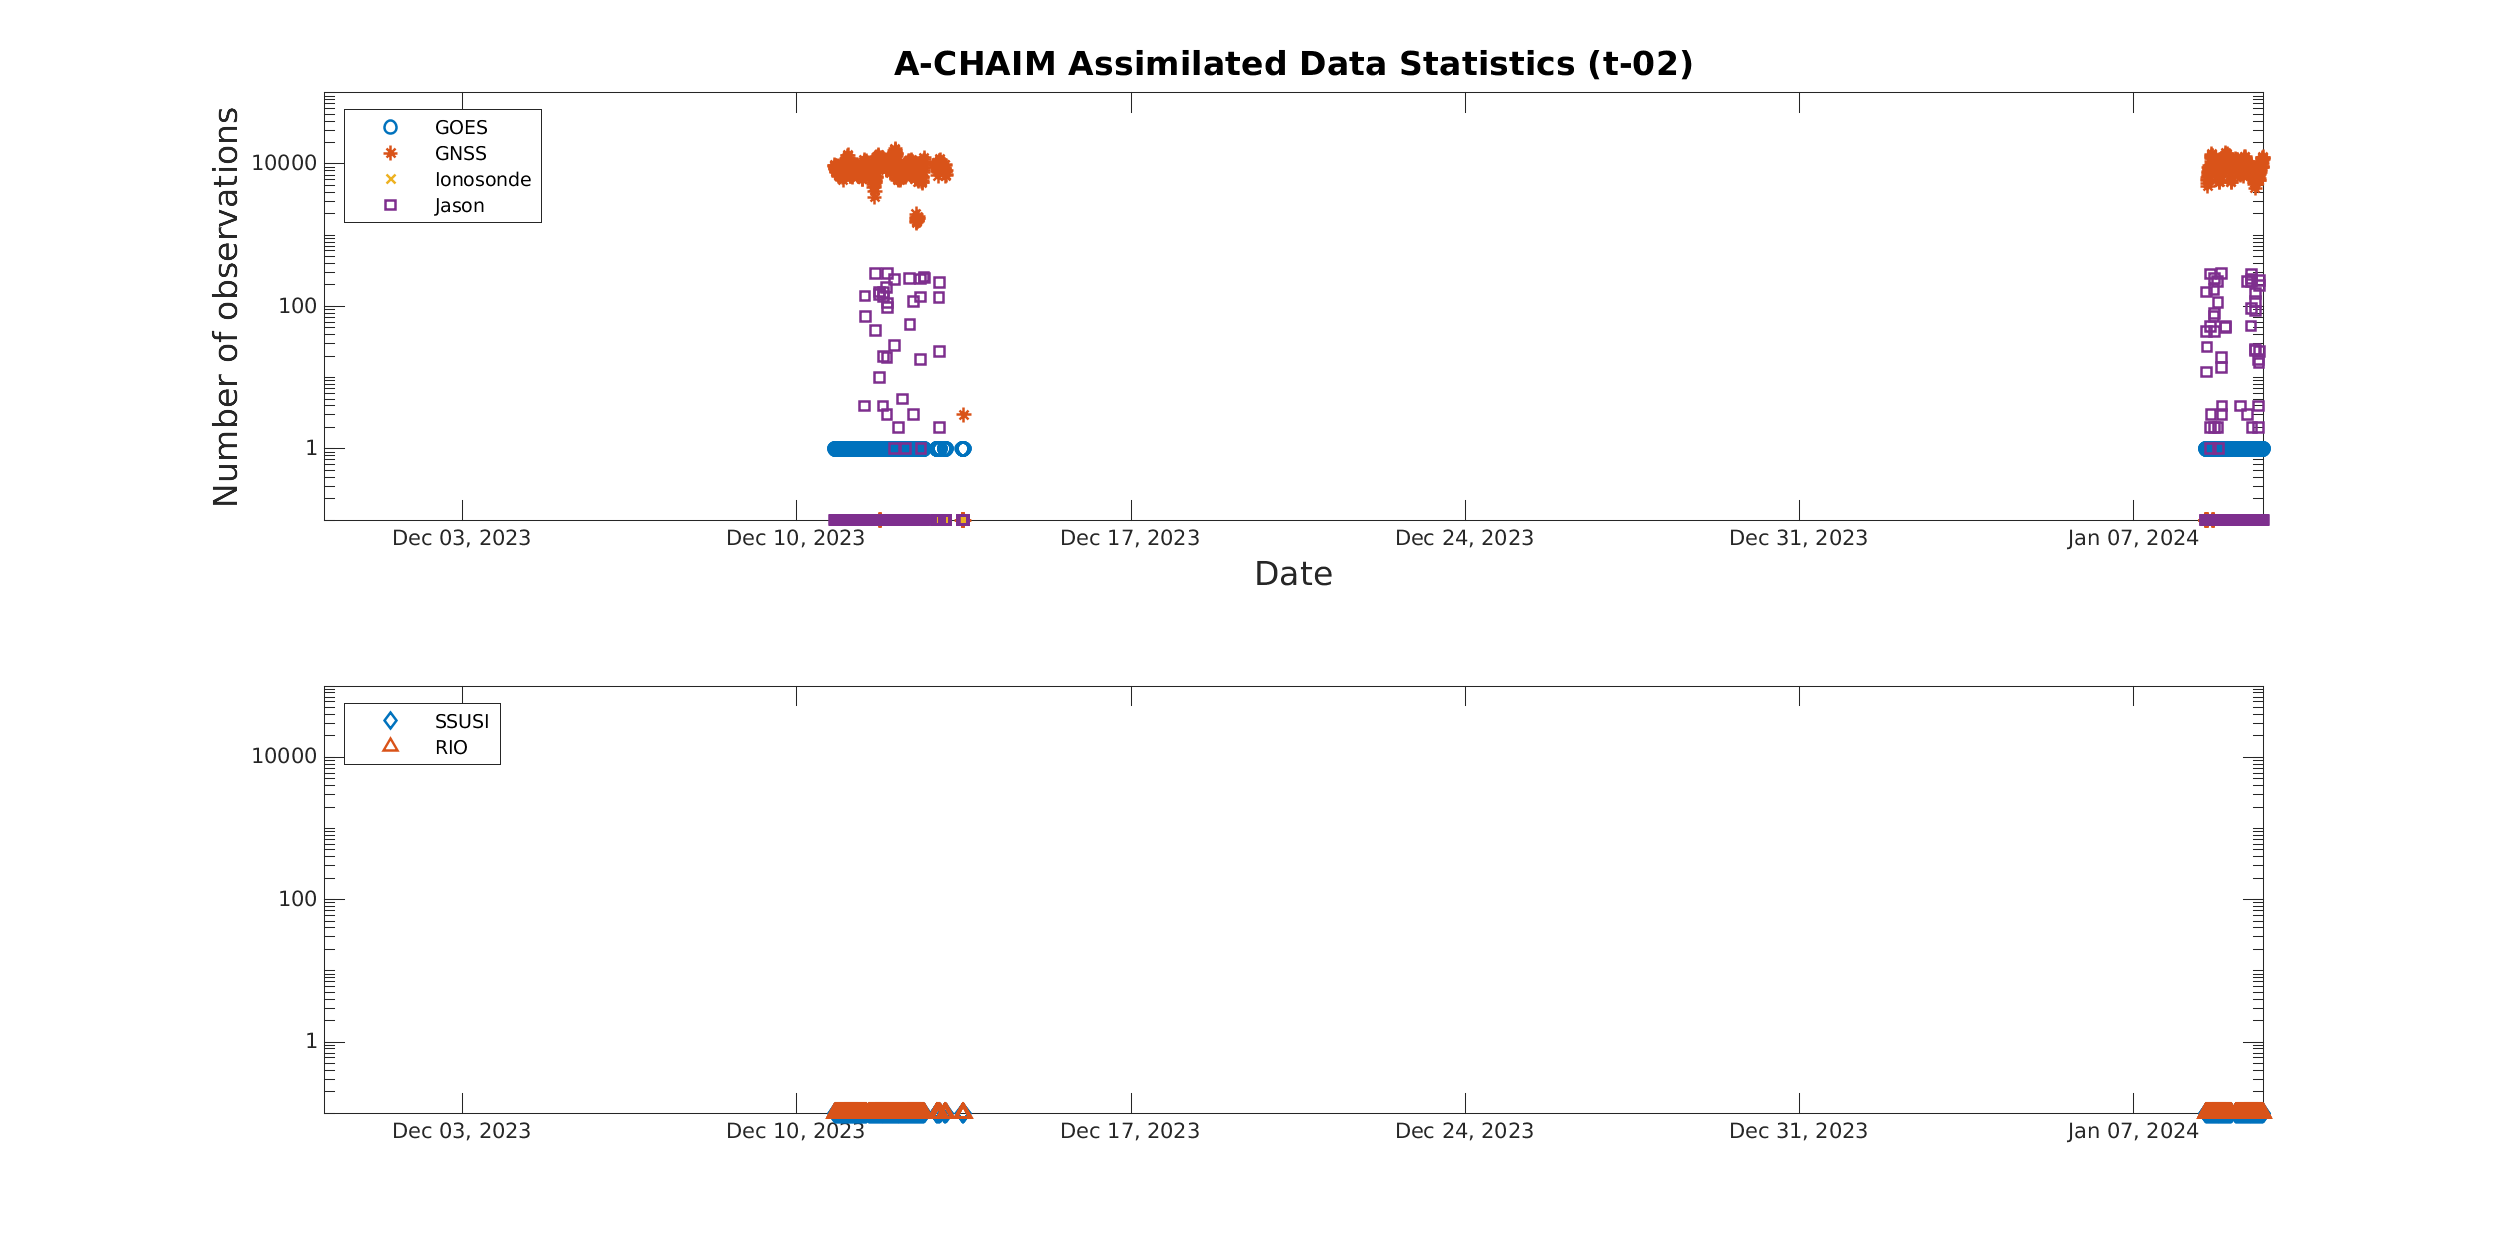 A-CHAIM Assimilated Data Statistics (t-02)
Number of observations
GOES
GNSS
Ionosonde
Jason
10000
100
1
Dec 03, 2023 Dec 10, 2023 Dec 17, 2023 Dec 24, 2023 Dec 31, 2023 Jan 07, 2024
Date
SSUSI
RIO
10000
100
1
Dec 03, 2023 Dec 10, 2023 Dec 17, 2023 Dec 24, 2023 Dec 31, 2023 Jan 07, 2024